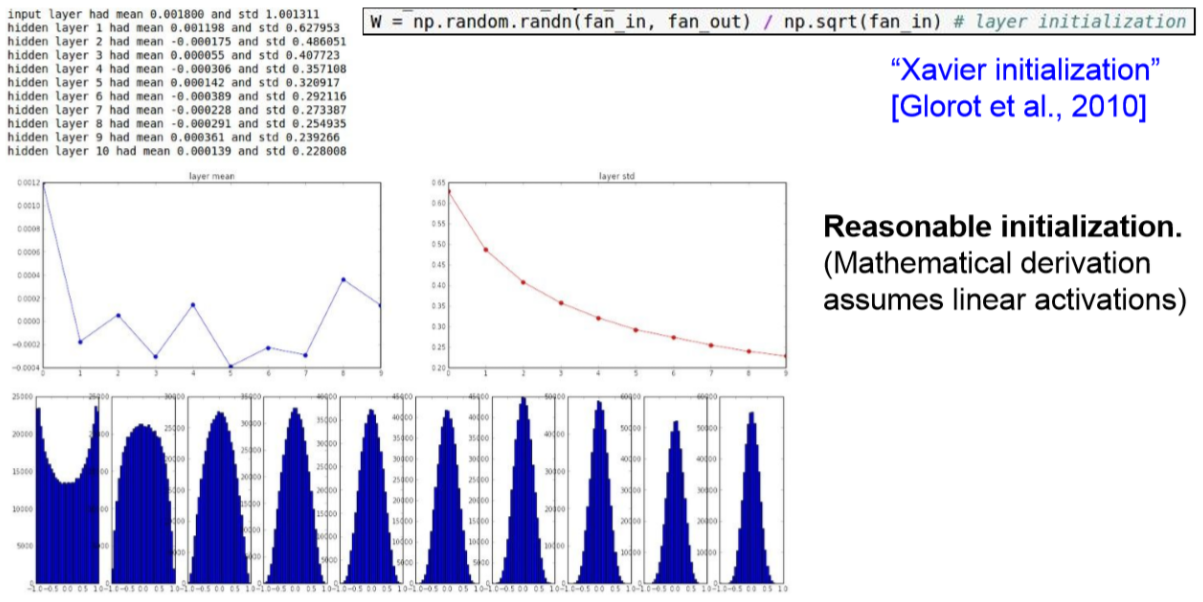 input layer had mean 0.001800 and std 1.001311
hidden layer 1 had mean 0.001198 and std 0.627953
hidden layer 2 had mean -0.000175 and std 0.486051
hidden layer 3 had mean 0.000055 and std 0.407723
hidden layer 4 had mean -0.000306 and std 0.357108
hidden layer 5 had mean 0.000142 and std 0.320917
hidden layer 6 had mean -0.000389 and std 0.292116
hidden layer 7 had mean -0.000228 and std 0.273387
hidden layer 8 had mean -0.000291 and std 0.254935
hidden layer 9 had mean 0.000361 and std 0.239266
hidden layer 10 had mean 0.000139 and std 0.228008
W = np.random.randn(fan_in, fan_out) / np.sqrt(fan_in) # layer initialization
“Xavier initialization”
[Glorot et al., 2010]
layer mean
0.0012
0.0010
0.0008
0.0006
0.0004
0.0002
0.0000
−0.0002
−0.0004
0 1 2 3 4 5 6 7 8 9
layer std
0.65
0.60
0.55
0.50
0.45
0.40
0.35
0.30
0.25
0.20
0 1 2 3 4 5 6 7 8 9
Reasonable initialization.
(Mathematical derivation
assumes linear activations)
25000
20000
15000
10000
5000
0
−1.0 −0.5 0.0 0.5 1.0